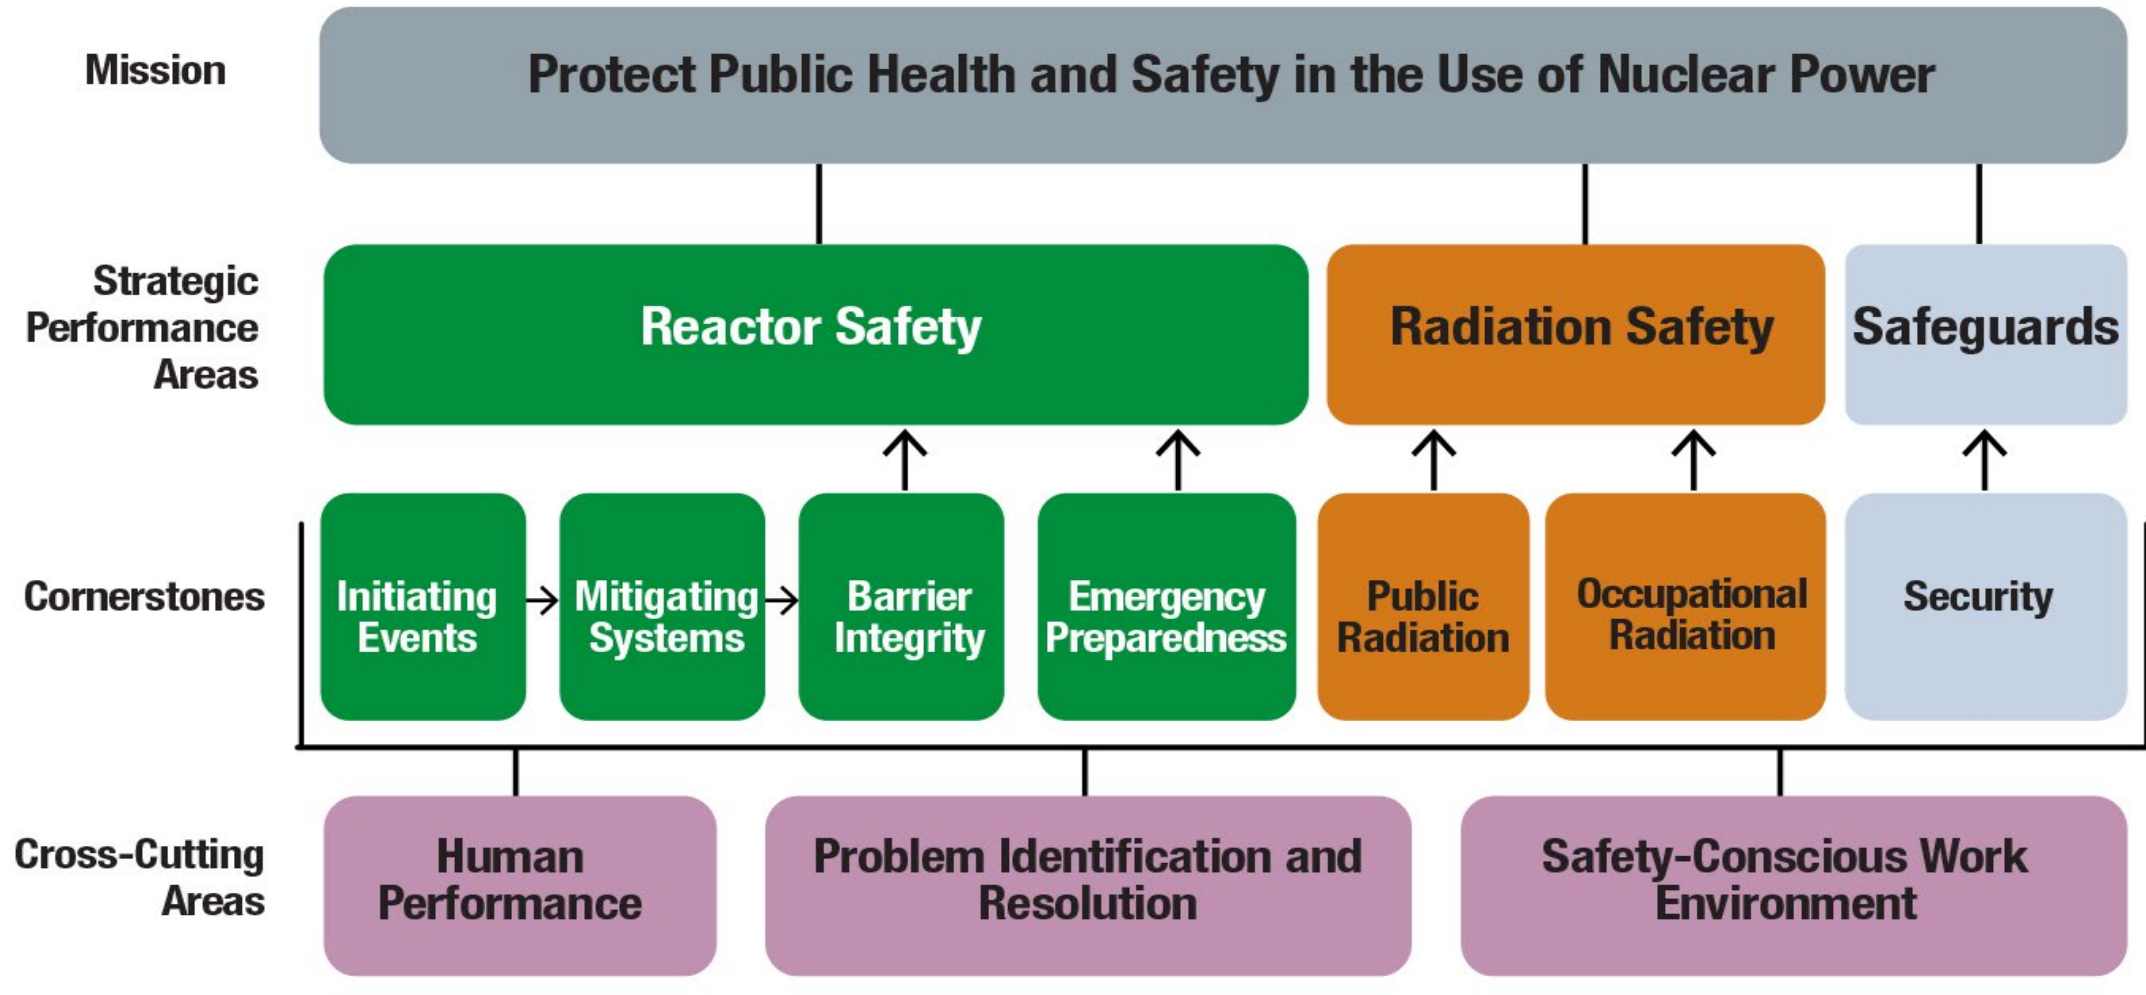 Mission
Protect Public Health and Safety in the Use of Nuclear Power
Strategic
Performance
Areas
Reactor Safety
Radiation Safety
Safeguards
Cornerstones
Initiating
Events
Mitigating
Systems
Barrier
Integrity
Emergency
Preparedness
Public
Radiation
Occupational
Radiation
Security
Cross-Cutting
Areas
Human
Performance
Problem Identification and
Resolution
Safety-Conscious Work
Environment